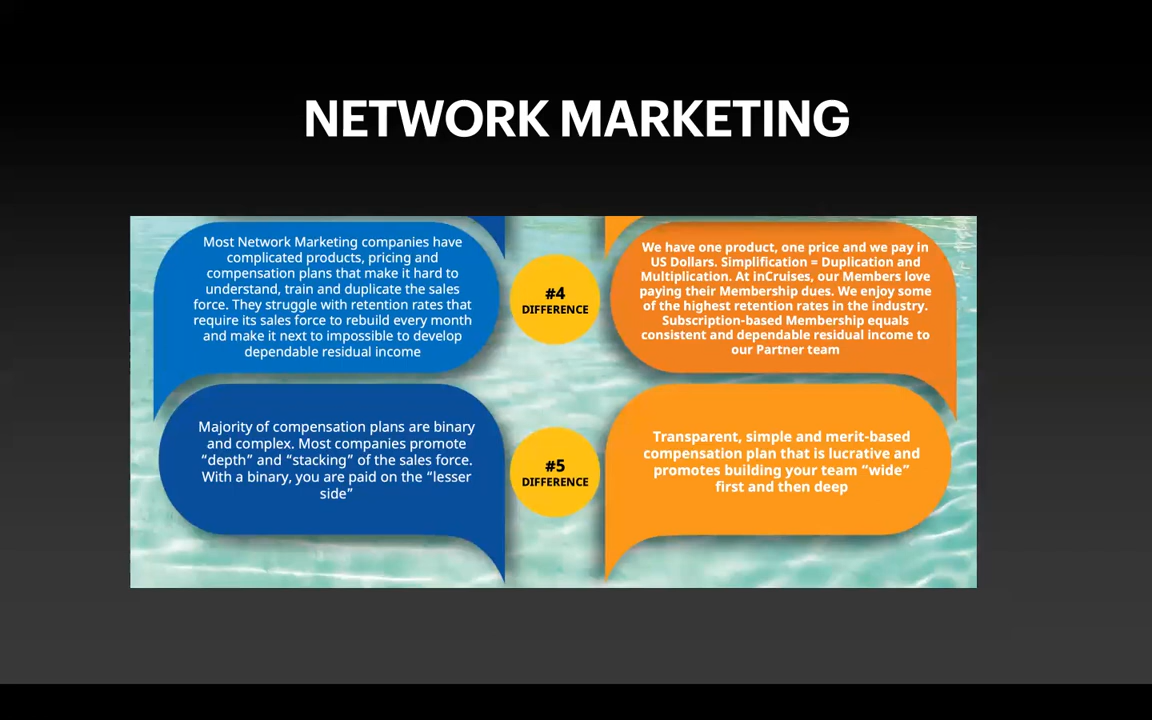 NETWORK MARKETING
Most Network Marketing companies have
complicated products, pricing and
compensation plans that make it hard to
understand, train and duplicate the sales
force. They struggle with retention rates that
require its sales force to rebuild every month
and make it next to impossible to develop
dependable residual income
#4
DIFFERENCE
We have one product, one price and we pay in
US Dollars. Simplification = Duplication and
Multiplication. At inCruises, our Members love
paying their Membership dues. We enjoy some
of the highest retention rates in the industry.
Subscription-based Membership equals
consistent and dependable residual income to
our Partner team
Majority of compensation plans are binary
and complex. Most companies promote
“depth” and “stacking” of the sales force.
With a binary, you are paid on the “lesser
side”
#5
DIFFERENCE
Transparent, simple and merit-based
compensation plan that is lucrative and
promotes building your team “wide”
first and then deep